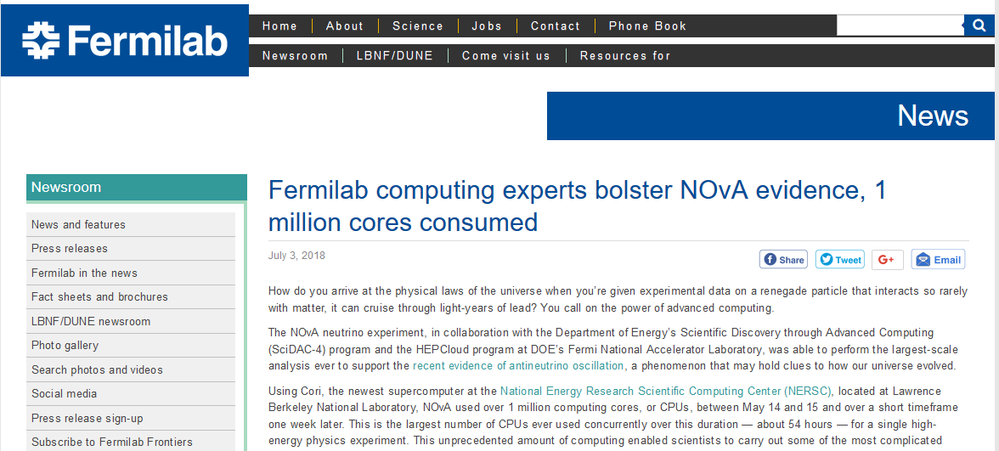 Fermilab
Home About Science Jobs Contact Phone Book
Newsroom LBNF/DUNE Come visit us Resources for
News
Newsroom
News and features
Press releases
Fermilab in the news
Fact sheets and brochures
LBNF/DUNE newsroom
Photo gallery
Search photos and videos
Social media
Press release sign-up
Subscribe to Fermilab Frontiers
Fermilab computing experts bolster NOvA evidence, 1
million cores consumed
July 3, 2018
Share Tweet G+ Email
How do you arrive at the physical laws of the universe when you're given experimental data on a renegade particle that interacts so rarely
with matter, it can cruise through light-years of lead? You call on the power of advanced computing.
The NOvA neutrino experiment, in collaboration with the Department of Energy's Scientific Discovery through Advanced Computing
(SciDAC-4) program and the HEPCloud program at DOE's Fermi National Accelerator Laboratory, was able to perform the largest-scale
analysis ever to support the recent evidence of antineutrino oscillation, a phenomenon that may hold clues to how our universe evolved.
Using Cori, the newest supercomputer at the National Energy Research Scientific Computing Center (NERSC), located at Lawrence
Berkeley National Laboratory, NOvA used over 1 million computing cores, or CPUs, between May 14 and 15 and over a short timeframe
one week later. This is the largest number of CPUs ever used concurrently over this duration — about 54 hours — for a single high-
energy physics experiment. This unprecedented amount of computing enabled scientists to carry out some of the most complicated